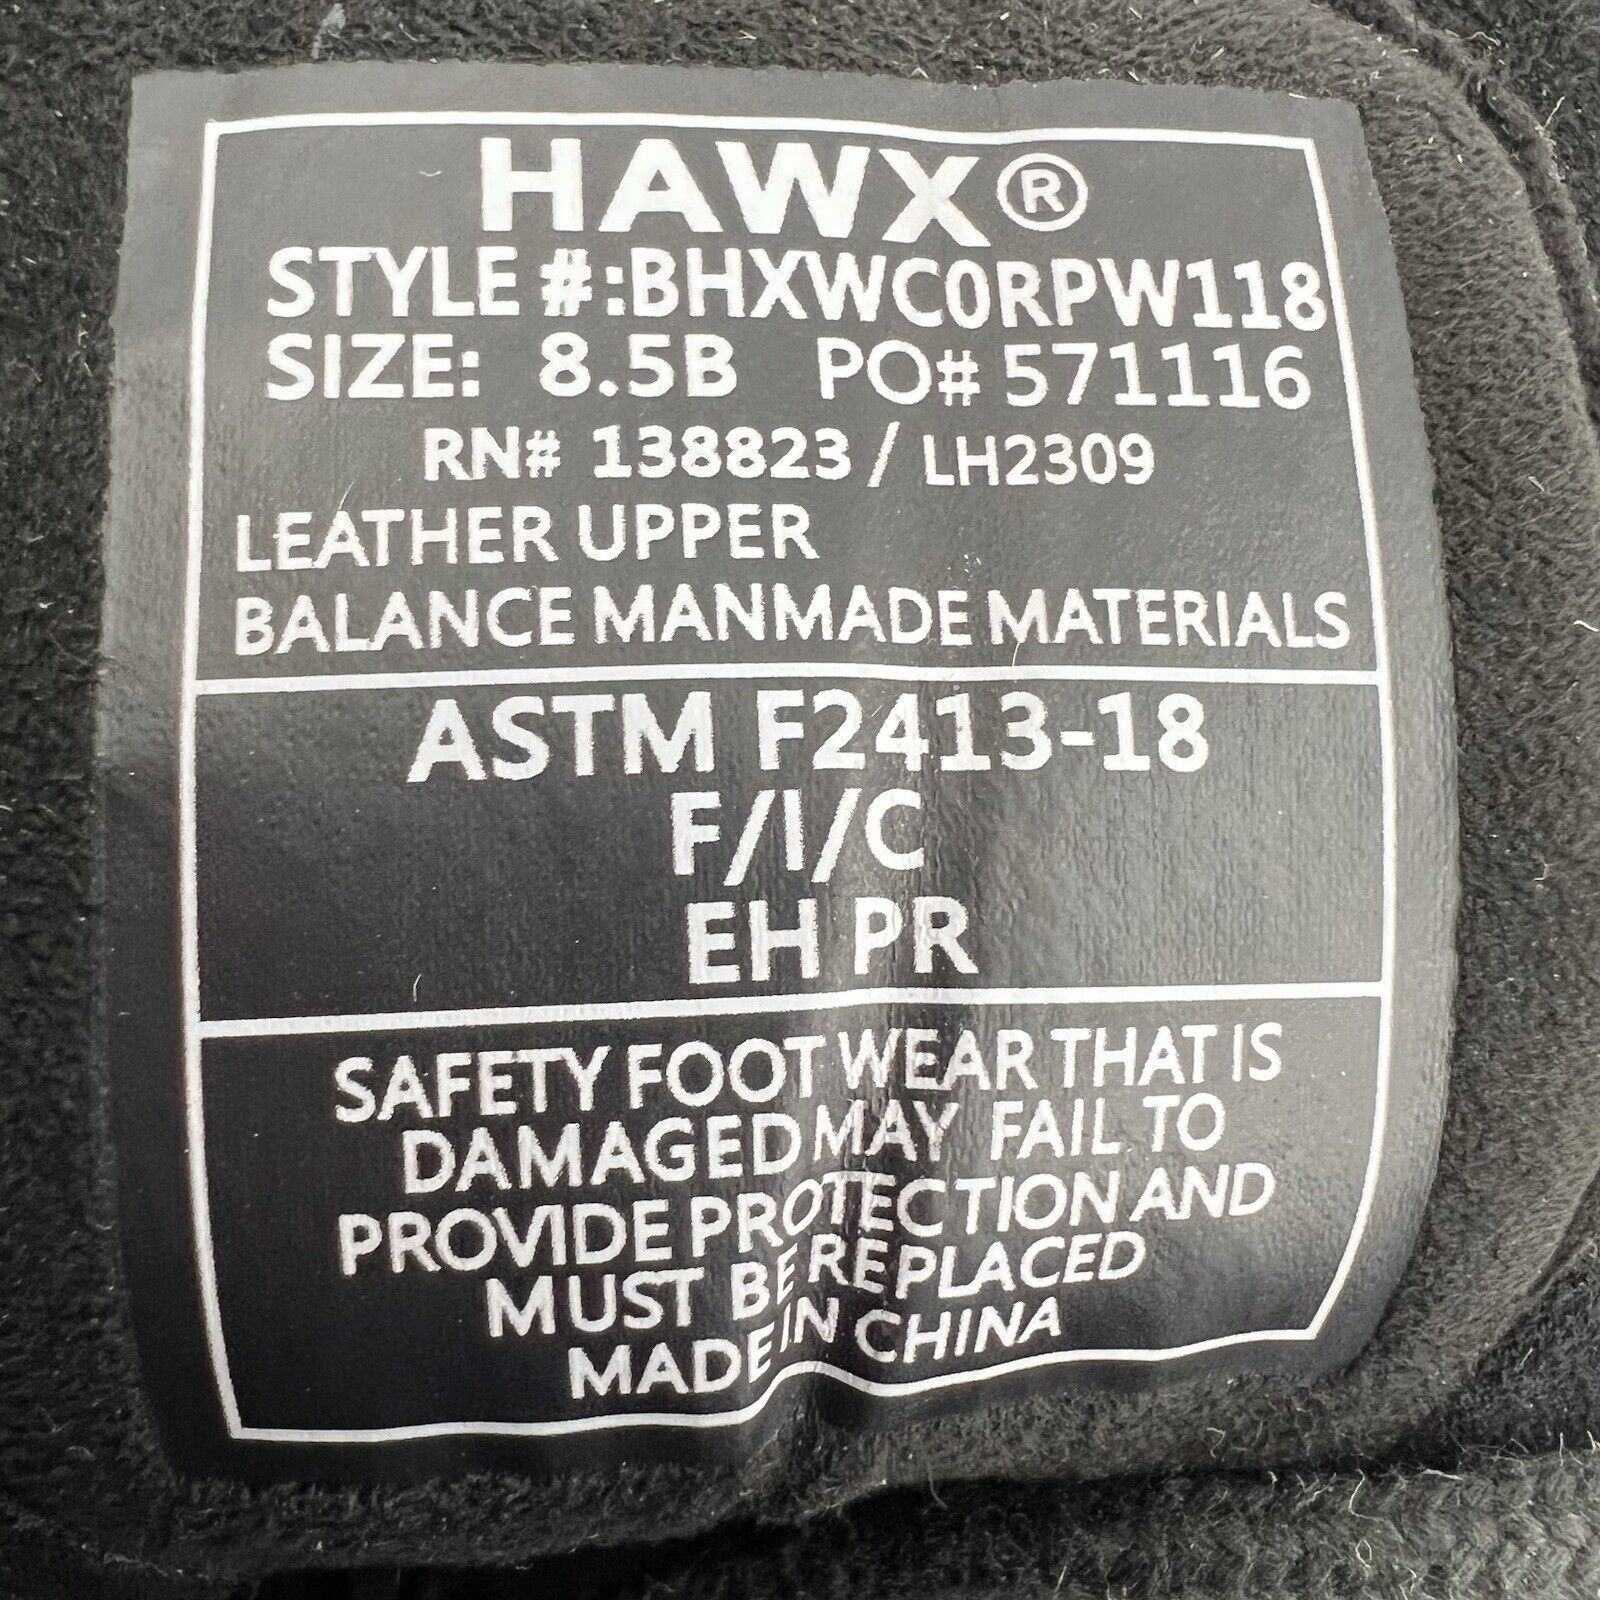 HAWX®
STYLE #:BHXWC0RPW118
SIZE: 8.5B PO# 571116
RN# 138823 / LH2309
LEATHER UPPER
BALANCE MANMADE MATERIALS
ASTM F2413-18
F/I/C
EH PR
SAFETY FOOT WEAR THAT IS
DAMAGED MAY FAIL TO
PROVIDE PROTECTION AND
MUST BE REPLACED
MADE IN CHINA